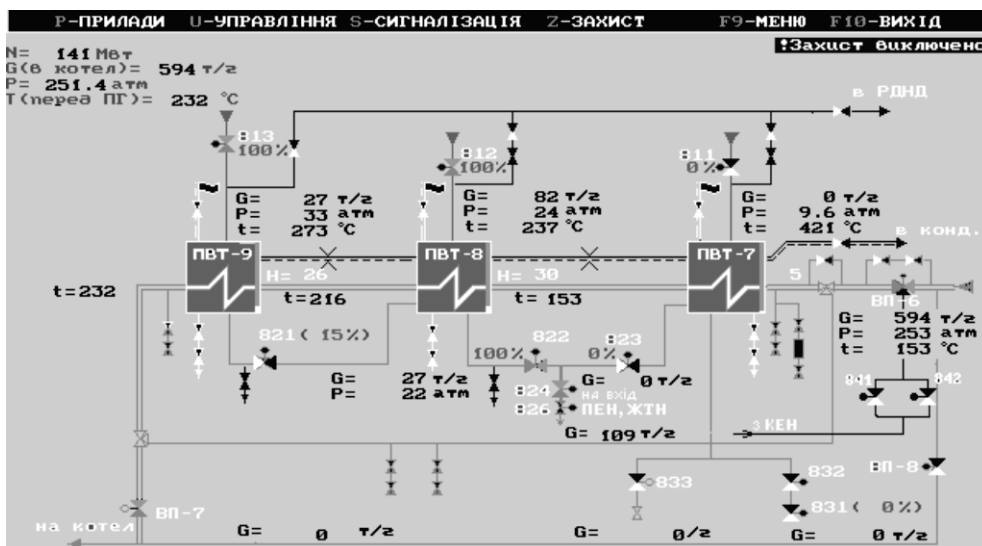 P-ПРИЛАДИ U-УПРАВЛІННЯ S-СИГНАЛІЗАЦІЯ Z-ЗАХИСТ F9-МЕНЮ F10-ВИХІД
!Захист виключено
N= 141 Мвт
G(в котел)= 594 т/г
P= 251.4 атм
T(перед ПГ)= 232 °C
в РДНД
813
100%
812
100%
811
0%
G= 27 т/г
P= 33 атм
t= 273 °C
G= 82 т/г
P= 24 атм
t= 237 °C
G= 0 т/г
P= 9.6 атм
t= 421 °C
в конд.
ПВТ-9
H= 26
ПВТ-8
H= 30
ПВТ-7
5
t=232
t=216
t=153
ВП-6
G= 594 т/г
P= 253 атм
t= 153 °C
821(15%)
822
100%
823
0%
G= 27 т/г
P= 22 атм
G= 0т/г
824
на вхід
826
ПЕН,ЖТН
G= 109 т/г
841
842
з КЕН
ВП-8
833
832
831( 0%)
ВП-7
на котел
G= 0 т/г
G= 0/г
G= 0 т/г